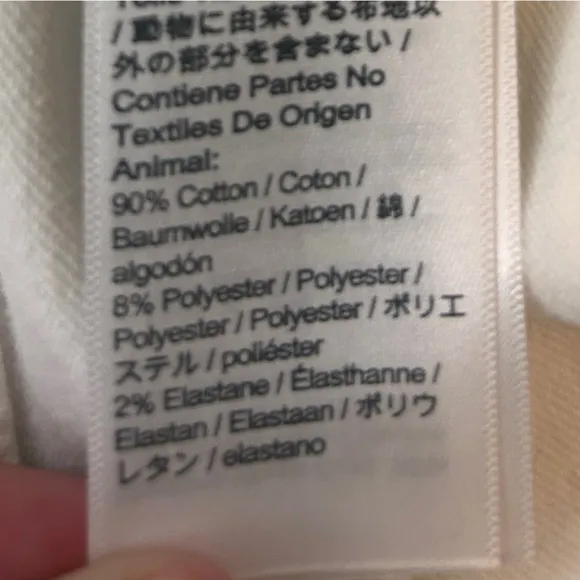 / 動物に由来する布地以
外の部分を含まない /
Contiene Partes No
Textiles De Origen
Animal:
90% Cotton / Coton /
Baumwolle / Katoen / 綿 /
algodón
8% Polyester / Polyester /
Polyester / Polyester / ポリエ
ステル / poliéster
2% Elastane / Élasthanne /
Elastan / Elastaan / ポリウ
レタン / elastano